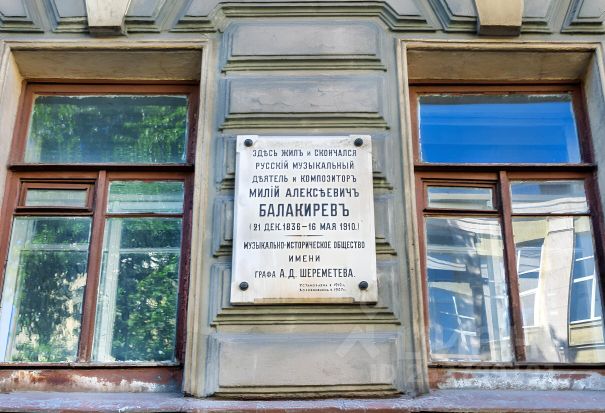 ЗДѢСЬ ЖИЛЪ и СКОНЧАЛСЯ
РУССКІЙ МУЗЫКАЛЬНЫЙ
ДѢЯТЕЛЬ и КОМПОЗИТОРЪ
МИЛІЙ АЛЕКСѢЕВИЧЪ
БАЛАКИРЕВЪ
(21 ДЕК. 1836 – 16 МАЯ 1910.)
МУЗЫКАЛЬНО-ИСТОРИЧЕСКОЕ ОБЩЕСТВО
ИМЕНИ
ГРАФА А.Д. ШЕРЕМЕТЕВА.